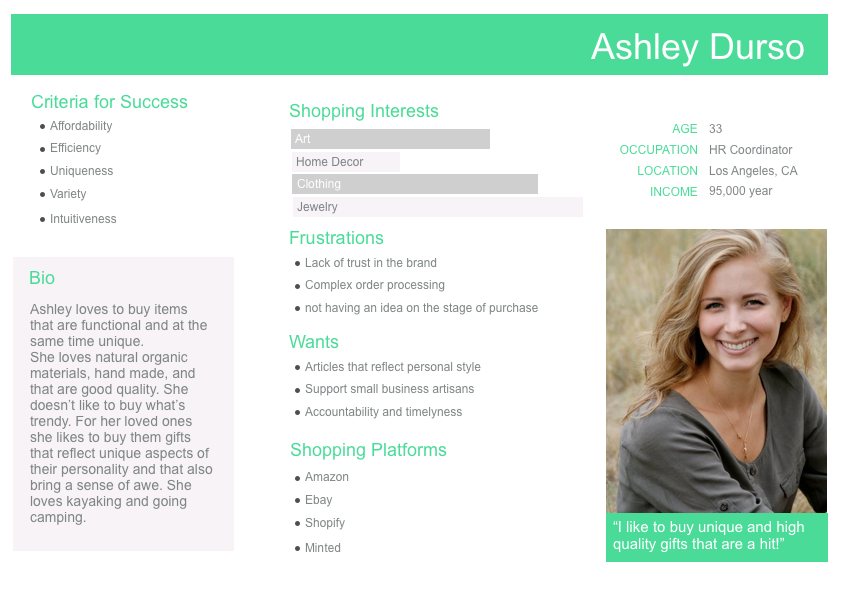 Ashley Durso
Criteria for Success
Affordability
Efficiency
Uniqueness
Variety
Intuitiveness
Bio
Ashley loves to buy items
that are functional and at the
same time unique.
She loves natural organic
materials, hand made, and
that are good quality. She
doesn’t like to buy what’s
trendy. For her loved ones
she likes to buy them gifts
that reflect unique aspects of
their personality and that also
bring a sense of awe. She
loves kayaking and going
camping.
Shopping Interests
Art
Home Decor
Clothing
Jewelry
Frustrations
Lack of trust in the brand
Complex order processing
not having an idea on the stage of purchase
Wants
Articles that reflect personal style
Support small business artisans
Accountability and timelyness
Shopping Platforms
Amazon
Ebay
Shopify
Minted
AGE 33
OCCUPATION HR Coordinator
LOCATION Los Angeles, CA
INCOME 95,000 year
“I like to buy unique and high
quality gifts that are a hit!”